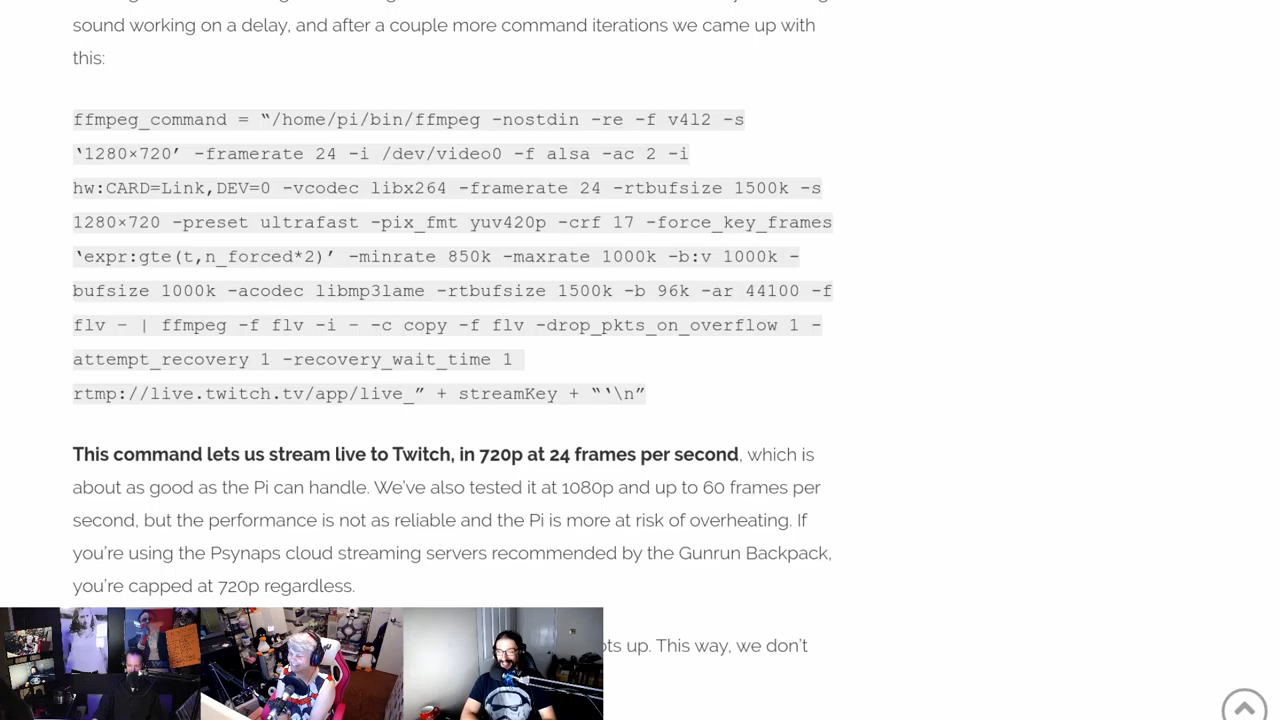 sound working on a delay, and after a couple more command iterations we came up with
this:
ffmpeg_command = “/home/pi/bin/ffmpeg -nostdin -re -f v4l2 -s
‘1280×720’ -framerate 24 -i /dev/video0 -f alsa -ac 2 -i
hw:CARD=Link,DEV=0 -vcodec libx264 -framerate 24 -rtbufsize 1500k -s
1280×720 -preset ultrafast -pix_fmt yuv420p -crf 17 -force_key_frames
‘expr:gte(t,n_forced*2)’ -minrate 850k -maxrate 1000k -b:v 1000k -
bufsize 1000k -acodec libmp3lame -rtbufsize 1500k -b 96k -ar 44100 -f
flv – | ffmpeg -f flv -i – -c copy -f flv -drop_pkts_on_overflow 1 -
attempt_recovery 1 -recovery_wait_time 1
rtmp://live.twitch.tv/app/live_” + streamKey + “‘\n”
This command lets us stream live to Twitch, in 720p at 24 frames per second, which is
about as good as the Pi can handle. We’ve also tested it at 1080p and up to 60 frames per
second, but the performance is not as reliable and the Pi is more at risk of overheating. If
you’re using the Psynaps cloud streaming servers recommended by the Gunrun Backpack,
you’re capped at 720p regardless.
up. This way, we don’t